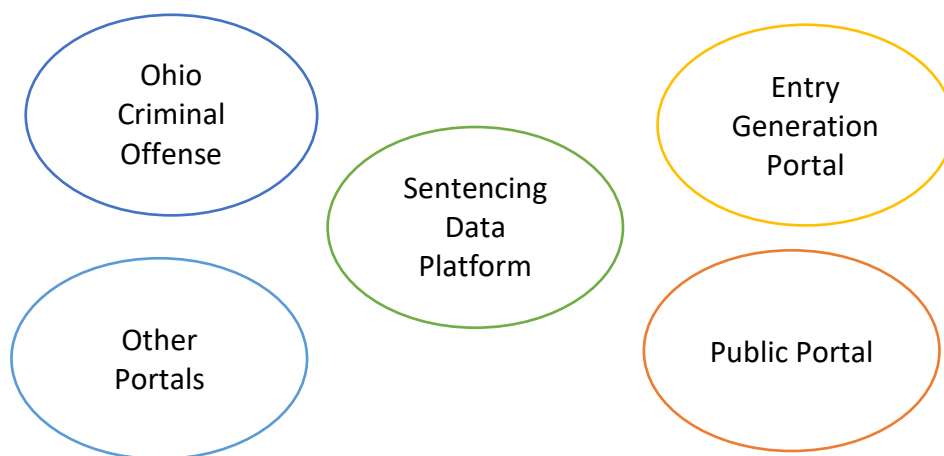 Ohio
Criminal
Offense
Entry
Generation
Portal
Sentencing
Data
Platform
Other
Portals
Public Portal